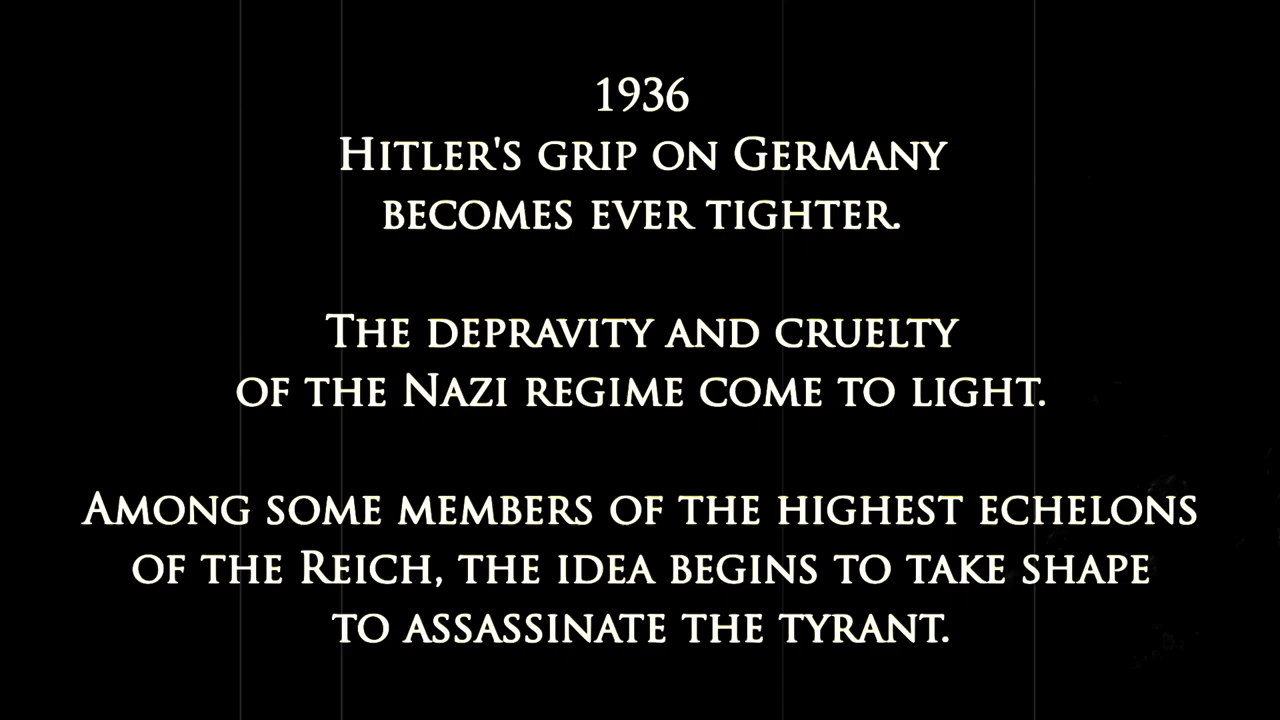 1936
Hitler's grip on Germany
becomes ever tighter.
The depravity and cruelty
of the Nazi regime come to light.
Among some members of the highest echelons
of the Reich, the idea begins to take shape
to assassinate the tyrant.